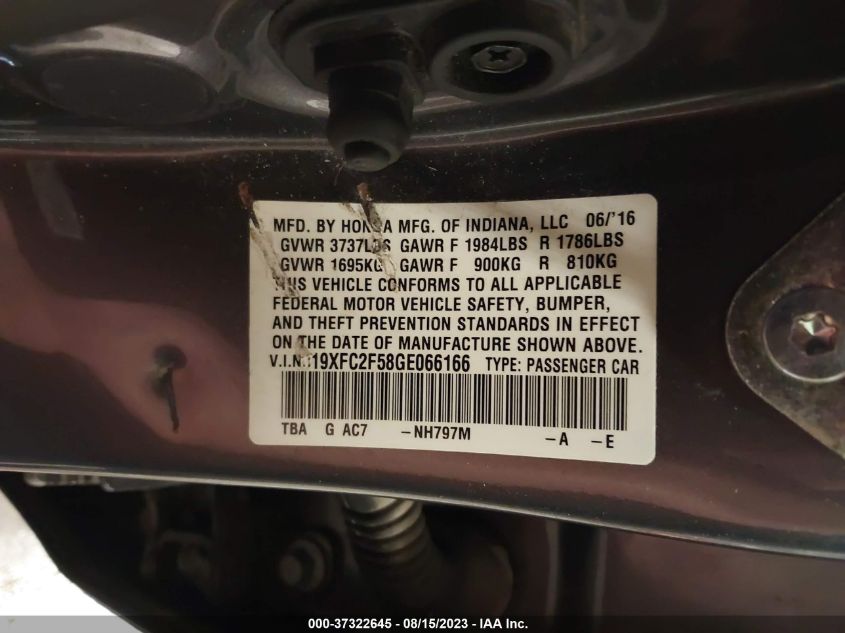 MFD. BY HONDA MFG. OF INDIANA, LLC 06/'16
GVWR 3737LBS GAWR F 1984LBS R 1786LBS
GVWR 1695KG GAWR F 900KG R 810KG
THIS VEHICLE CONFORMS TO ALL APPLICABLE
FEDERAL MOTOR VEHICLE SAFETY, BUMPER,
AND THEFT PREVENTION STANDARDS IN EFFECT
ON THE DATE OF MANUFACTURE SHOWN ABOVE.
V.I.N.: 19XFC2F58GE066166 TYPE: PASSENGER CAR
TBA G AC7 -NH797M -A -E
000-37322645 - 08/15/2023 - IAA Inc.